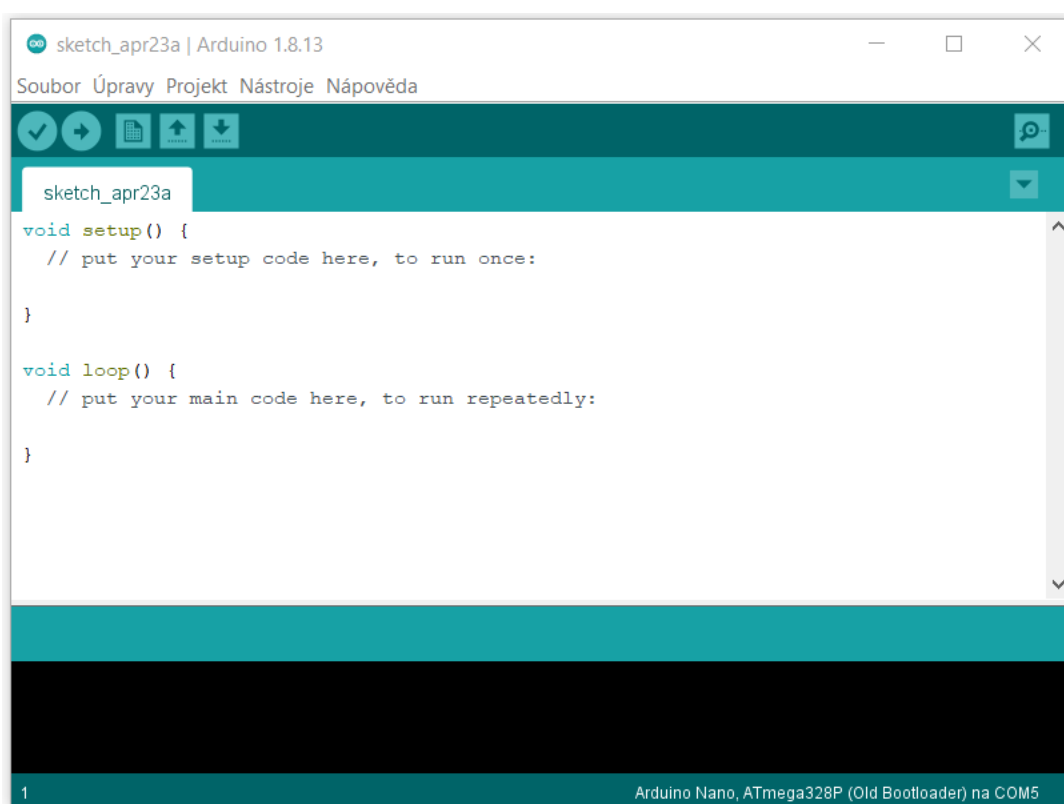 sketch_apr23a | Arduino 1.8.13
Soubor Úpravy Projekt Nástroje Nápověda
sketch_apr23a
void setup() {
  // put your setup code here, to run once:
}
void loop() {
  // put your main code here, to run repeatedly:
}
1 Arduino Nano, ATmega328P (Old Bootloader) na COM5